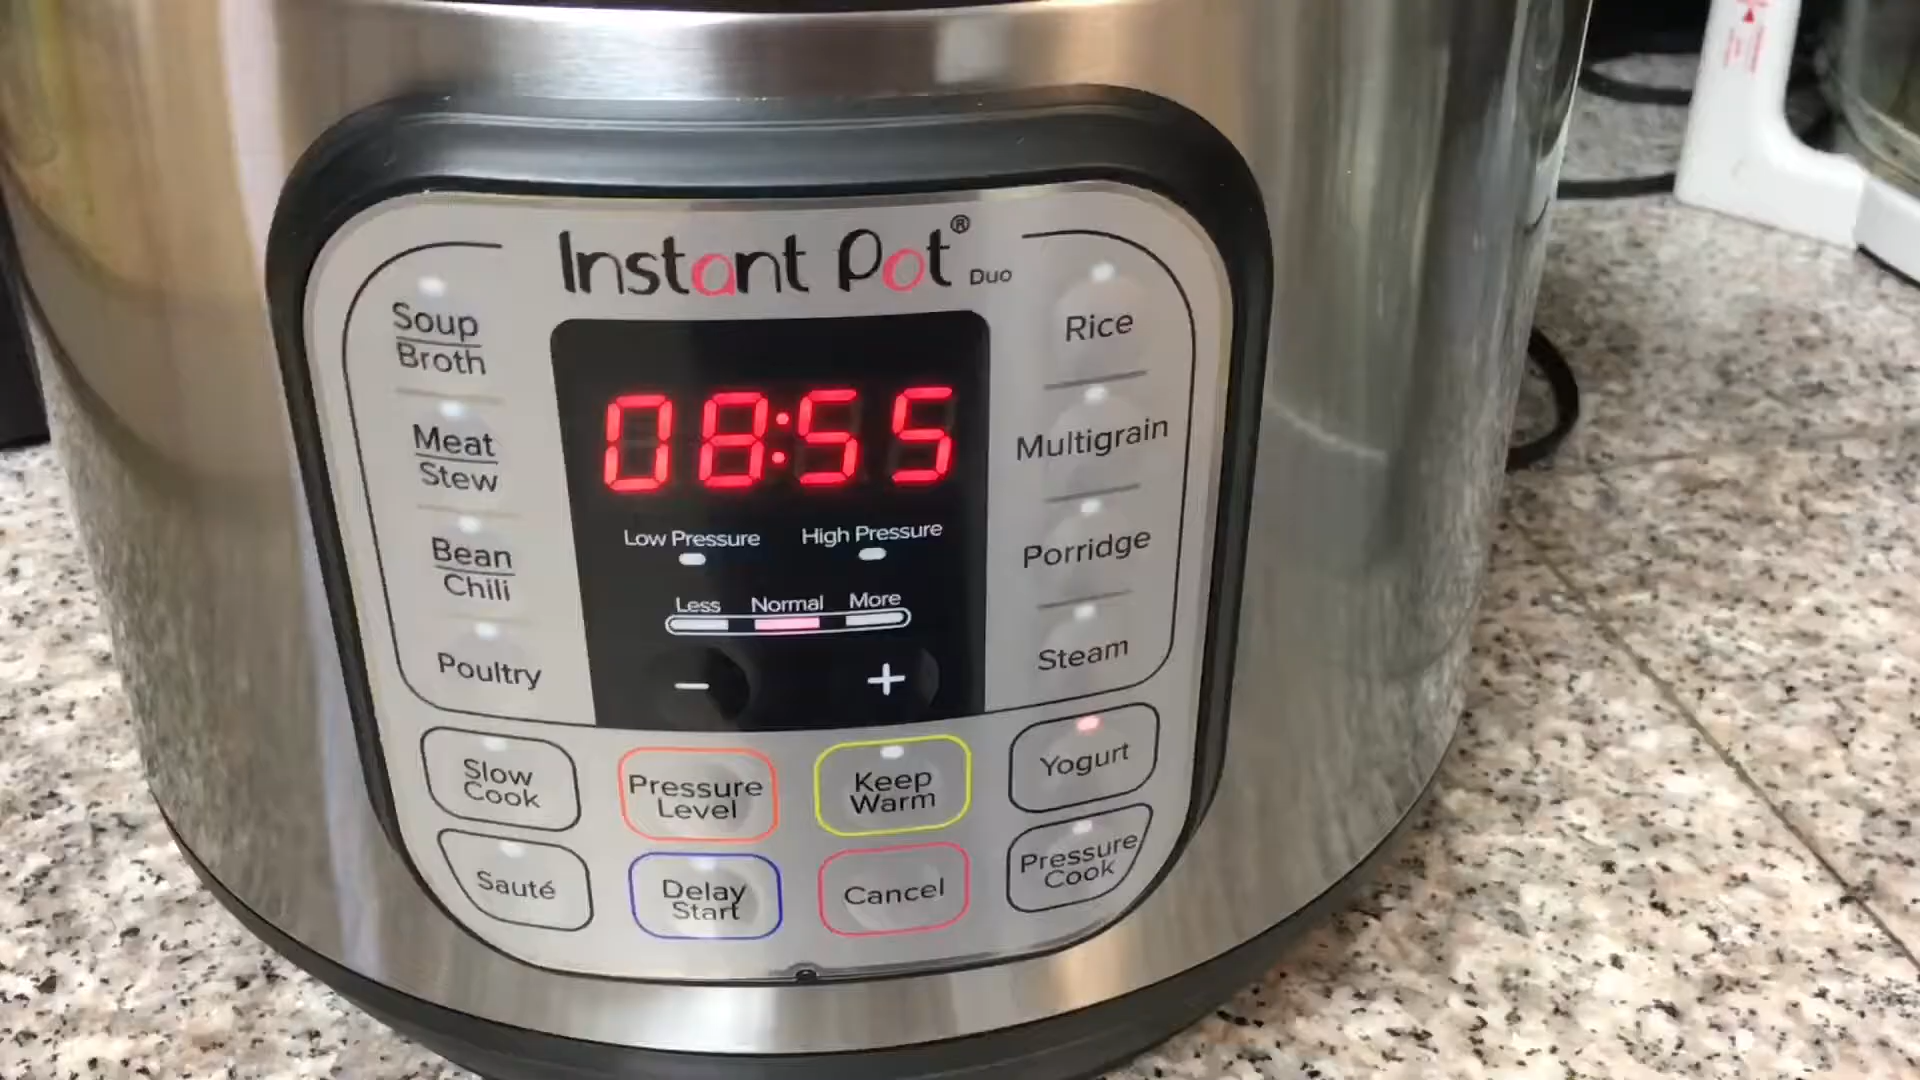 Instant Pot®
Duo
08:55
Low Pressure
High Pressure
Less
Normal
More
−
+
Soup
Broth
Meat
Stew
Bean
Chili
Poultry
Rice
Multigrain
Porridge
Steam
Slow
Cook
Pressure
Level
Keep
Warm
Yogurt
Sauté
Delay
Start
Cancel
Pressure
Cook